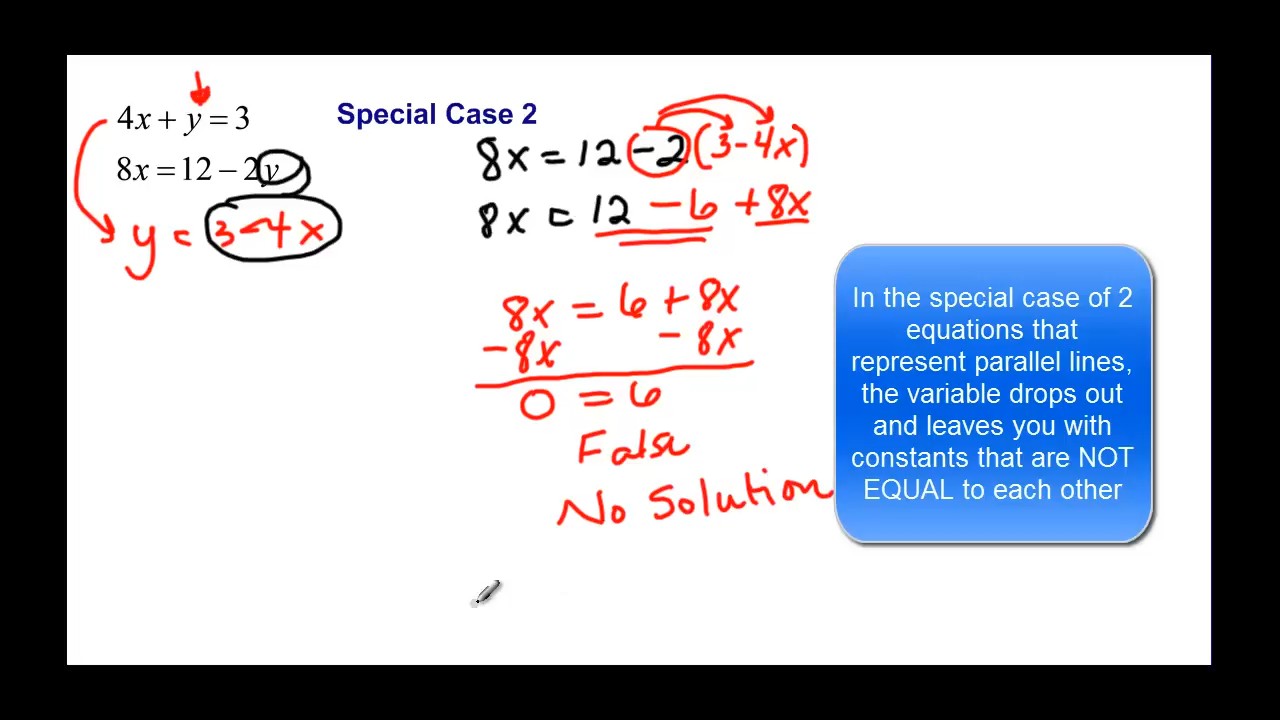 4x + y = 3
8x = 12 − 2y
y = 3-4x
Special Case 2
8x = 12 -2(3-4x)
8x = 12 -6 +8x
8x = 6 + 8x
-8x -8x
0 = 6
False
No Solution
In the special case of 2
equations that
represent parallel lines,
the variable drops out
and leaves you with
constants that are NOT
EQUAL to each other